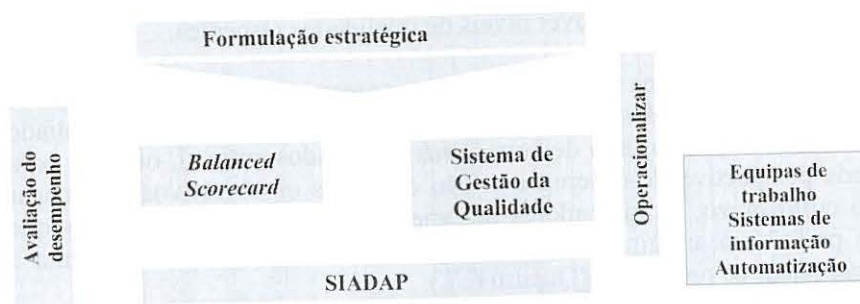 Formulação estratégica
Avaliação do
desempenho
Balanced
Scorecard
Sistema de
Gestão da
Qualidade
Operacionalizar
Equipas de
trabalho
Sistemas de
informação
Automatização
SIADAP